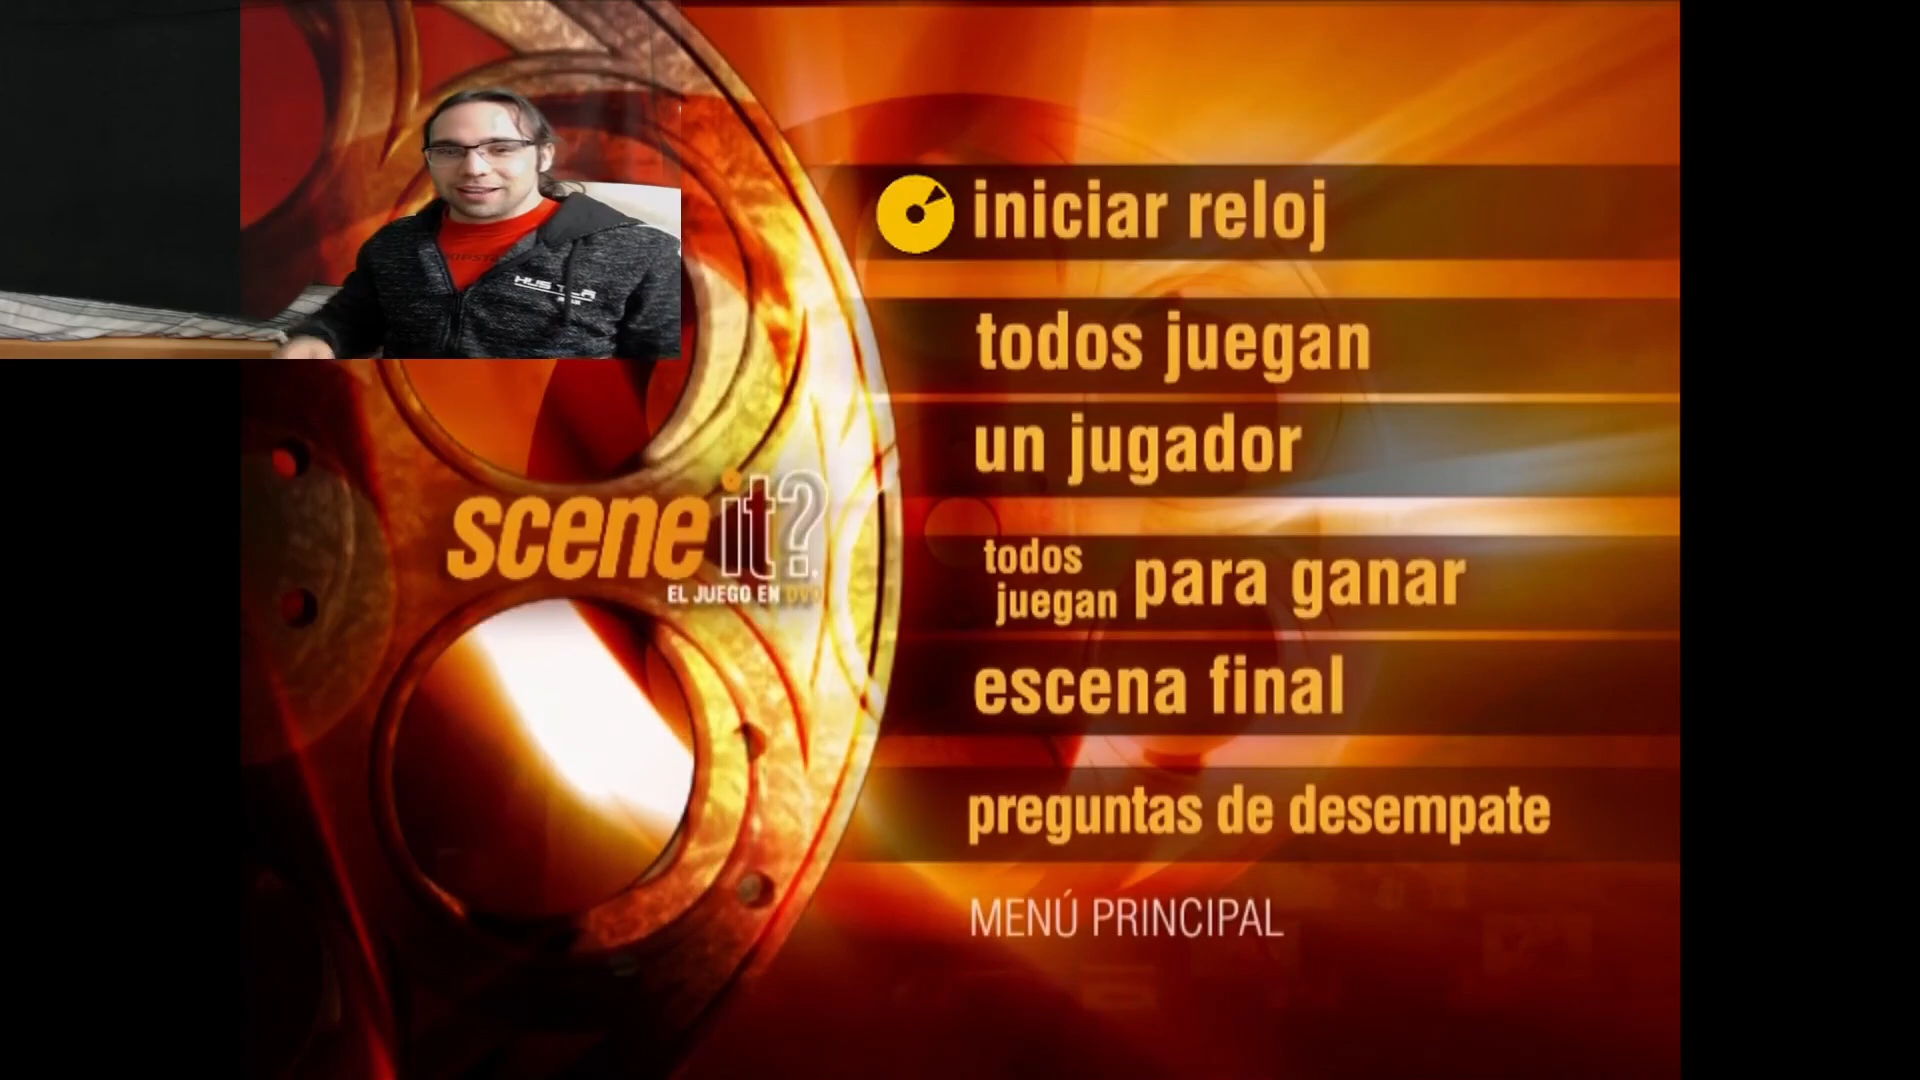 iniciar reloj
todos juegan
un jugador
todos juegan para ganar
escena final
preguntas de desempate
MENÚ PRINCIPAL
scene it?
EL JUEGO EN DVD